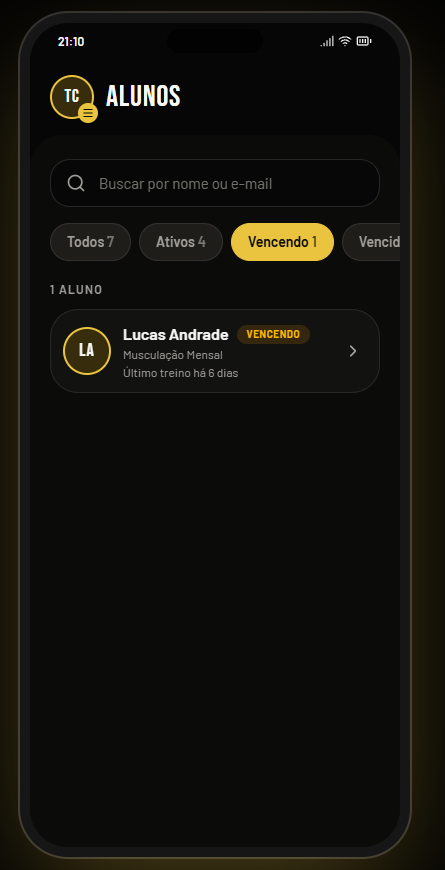 21:10
TC
ALUNOS
Buscar por nome ou e-mail
Todos 7
Ativos 4
Vencendo 1
Vencid
1 ALUNO
LA
Lucas Andrade VENCENDO
Musculação Mensal
Último treino há 6 dias